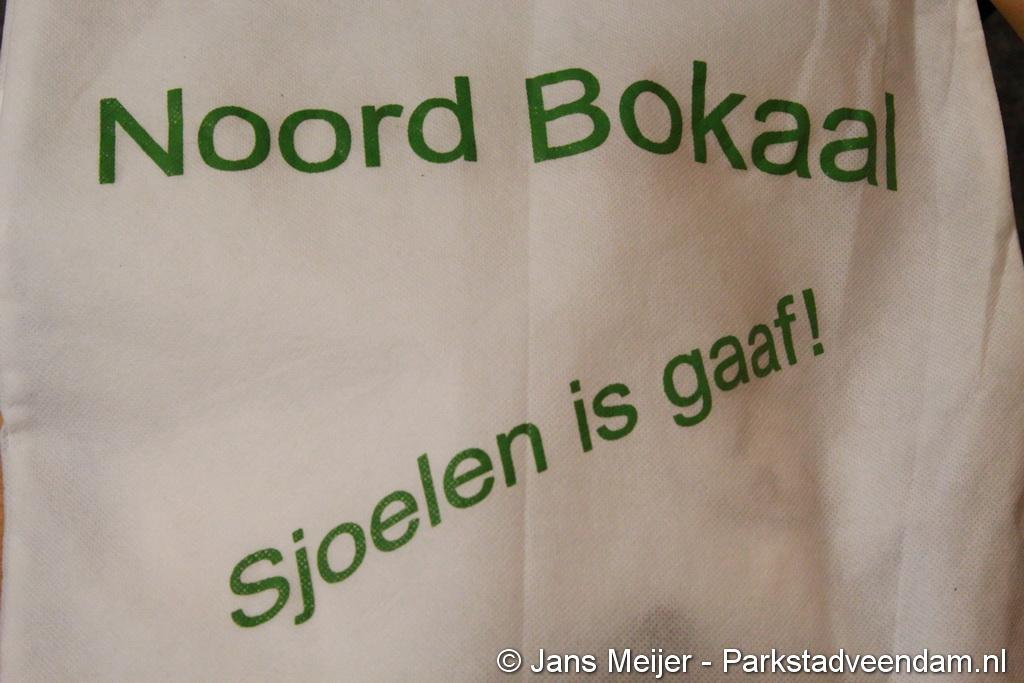 Noord Bokaal
Sjoelen is gaaf!
© Jans Meijer - Parkstadveendam.nl